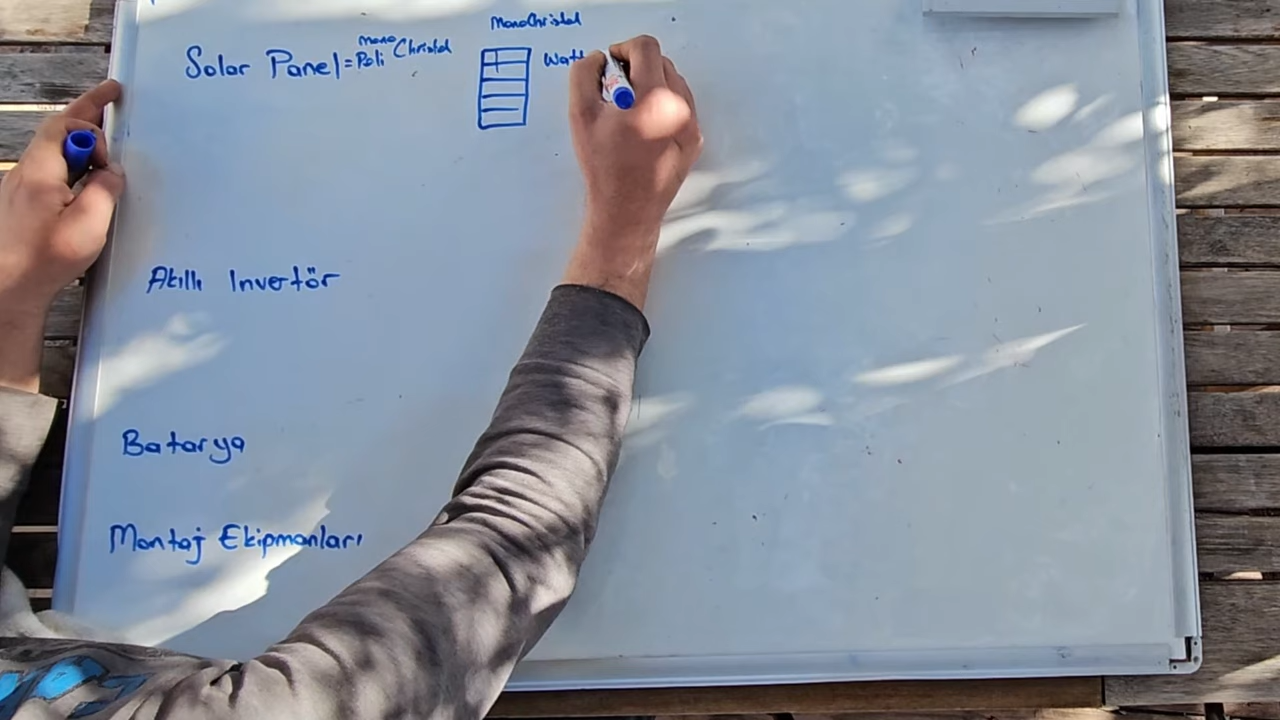 MonoChristal
Solar Panel = mono Poli Christal
Watt
Akıllı Invertör
Batarya
Montaj Ekipmanları